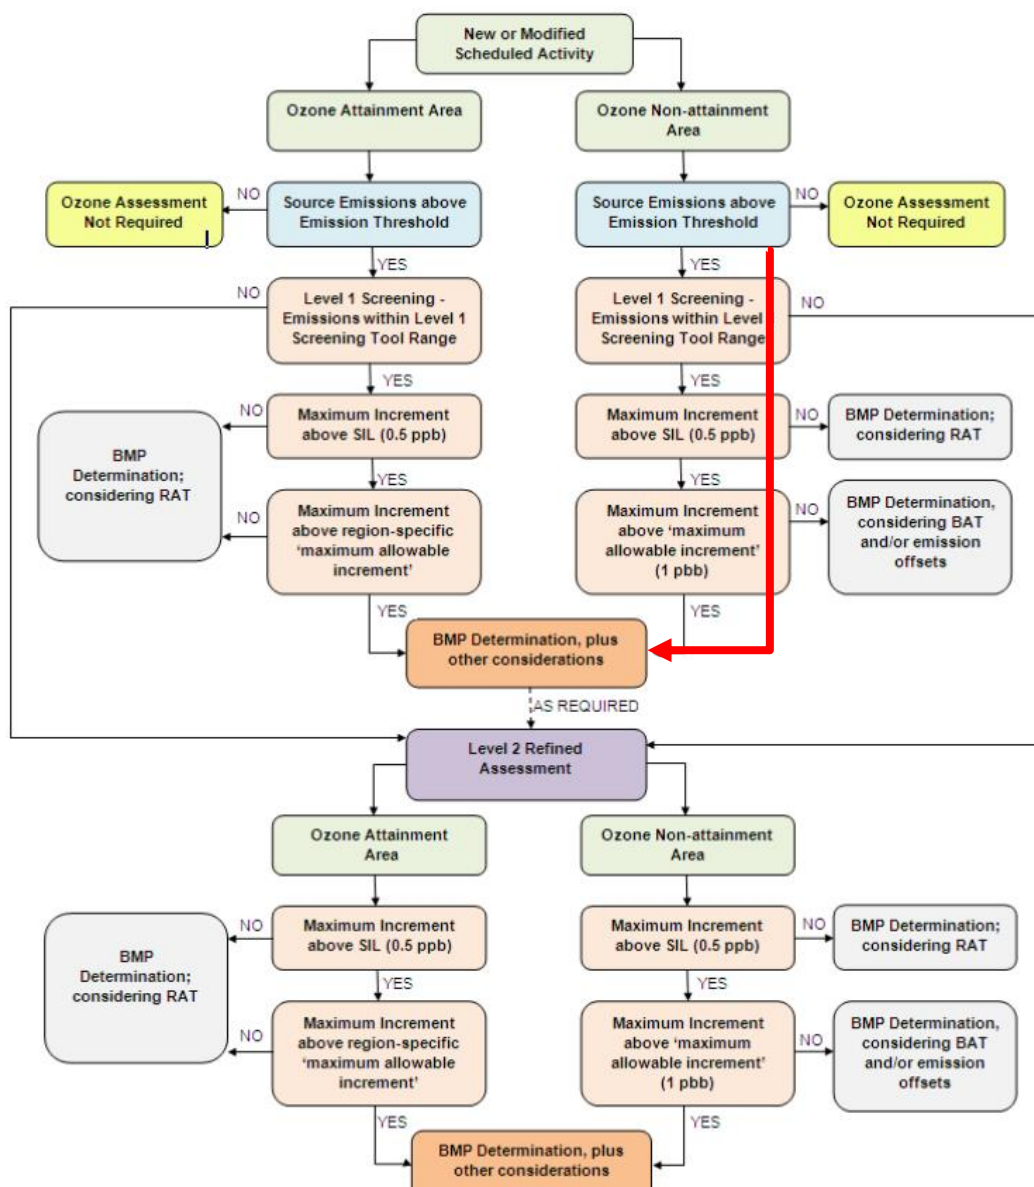 New or Modified
Scheduled Activity
Ozone Attainment Area
Ozone Non-attainment
Area
NO
Ozone Assessment
Not Required
Source Emissions above
Emission Threshold
Source Emissions above
Emission Threshold
NO
Ozone Assessment
Not Required
YES
YES
NO
Level 1 Screening -
Emissions within Level 1
Screening Tool Range
Level 1 Screening -
Emissions within Level
Screening Tool Range
NO
YES
YES
BMP
Determination;
considering RAT
NO
Maximum Increment
above SIL (0.5 ppb)
Maximum Increment
above SIL (0.5 ppb)
NO
BMP Determination;
considering RAT
YES
YES
NO
Maximum Increment
above region-specific
‘maximum allowable
increment’
Maximum Increment
above ‘maximum
allowable increment’
(1 pbb)
NO
BMP Determination,
considering BAT
and/or emission
offsets
YES
YES
BMP Determination, plus
other considerations
AS REQUIRED
Level 2 Refined
Assessment
Ozone Attainment
Area
Ozone Non-attainment
Area
BMP
Determination;
considering RAT
NO
Maximum Increment
above SIL (0.5 ppb)
Maximum Increment
above SIL (0.5 ppb)
NO
BMP Determination;
considering RAT
YES
YES
NO
Maximum Increment
above region-specific
‘maximum allowable
increment’
Maximum Increment
above ‘maximum
allowable increment’
(1 pbb)
NO
BMP Determination,
considering BAT
and/or emission
offsets
YES
YES
BMP Determination, plus
other considerations